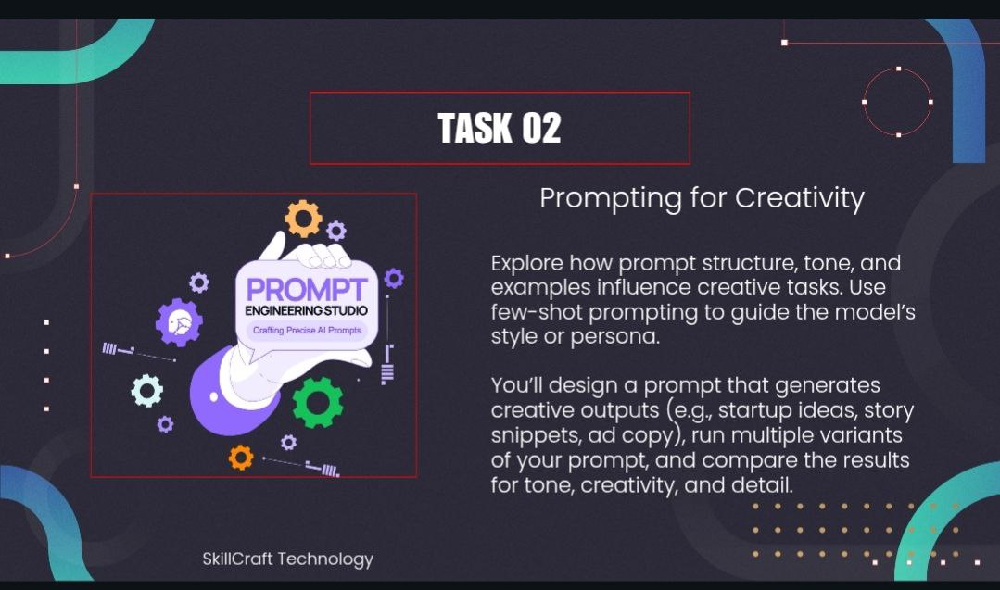 TASK 02
Prompting for Creativity
PROMPT
ENGINEERING STUDIO
Crafting Precise AI Prompts
Explore how prompt structure, tone, and
examples influence creative tasks. Use
few-shot prompting to guide the model’s
style or persona.
You’ll design a prompt that generates
creative outputs (e.g., startup ideas, story
snippets, ad copy), run multiple variants
of your prompt, and compare the results
for tone, creativity, and detail.
SkillCraft Technology